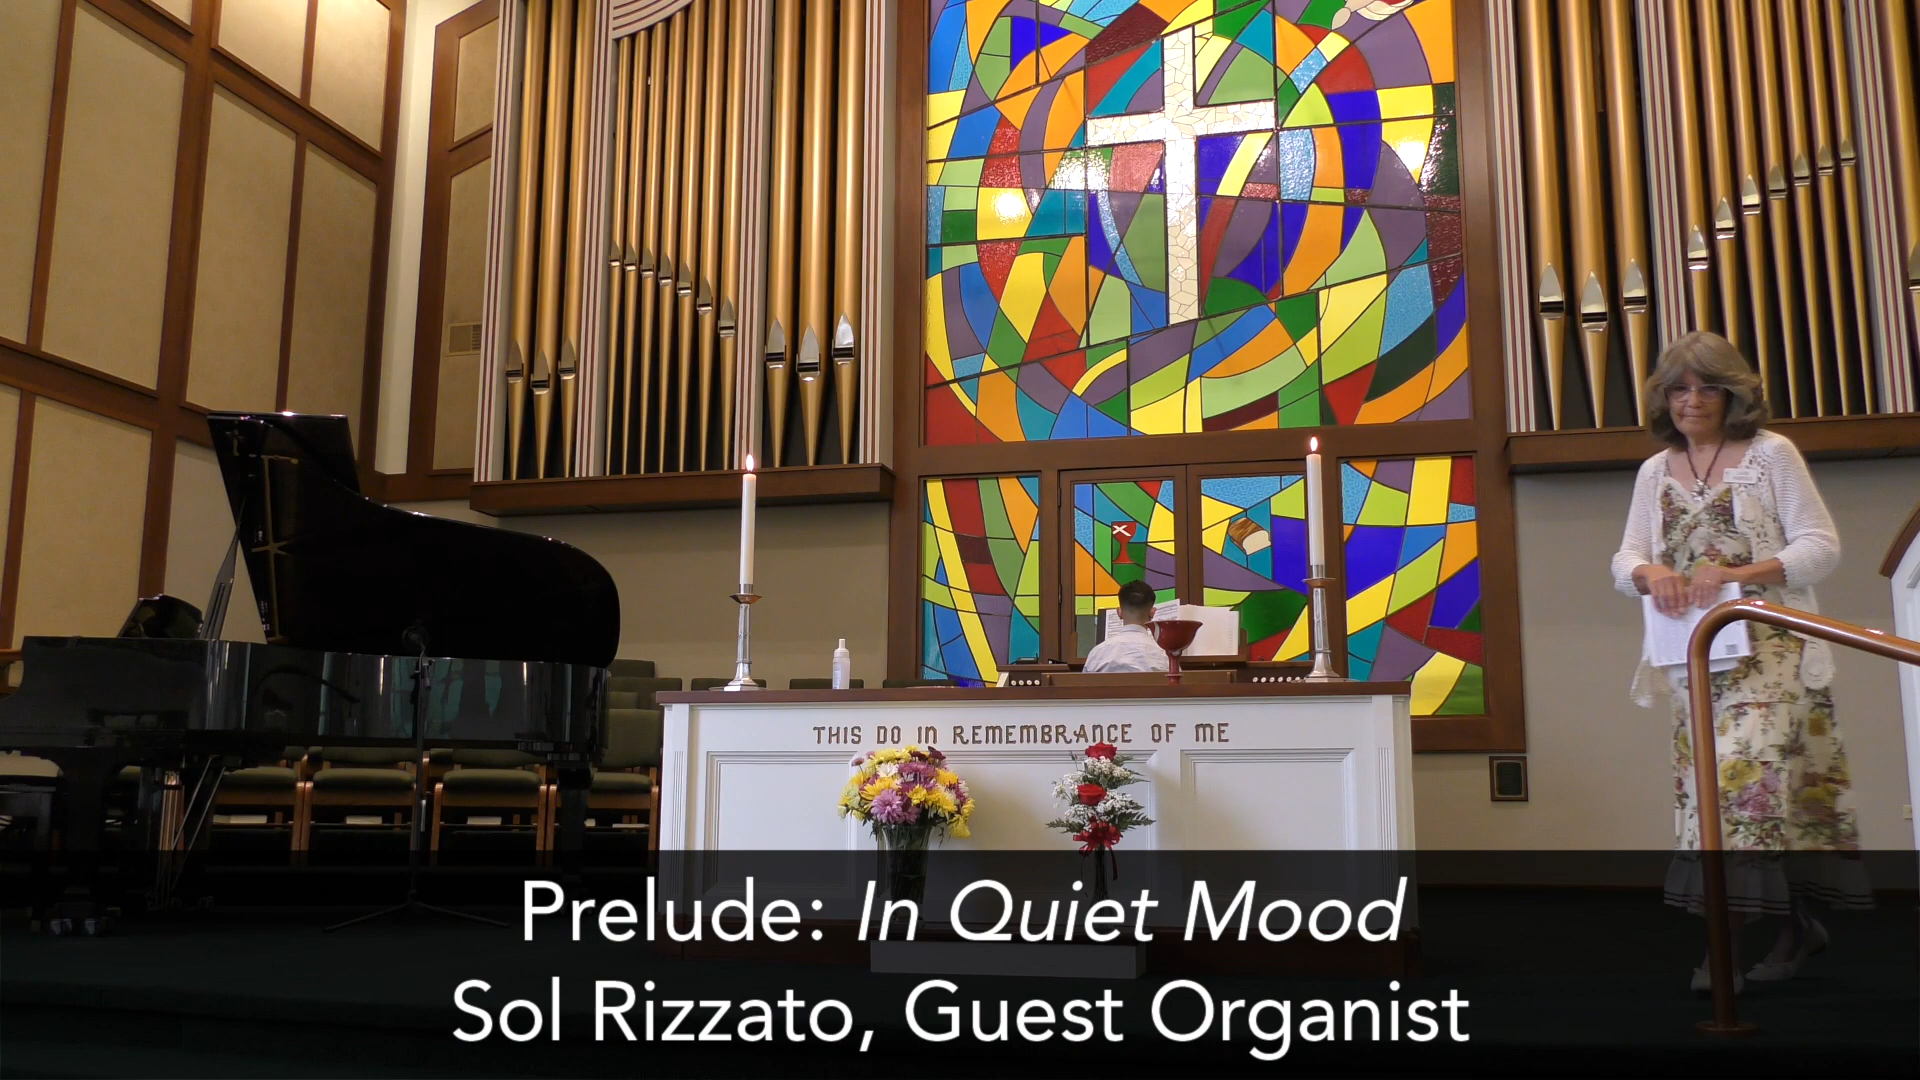 THIS DO IN REMEMBRANCE OF ME
Prelude: In Quiet Mood
Sol Rizzato, Guest Organist